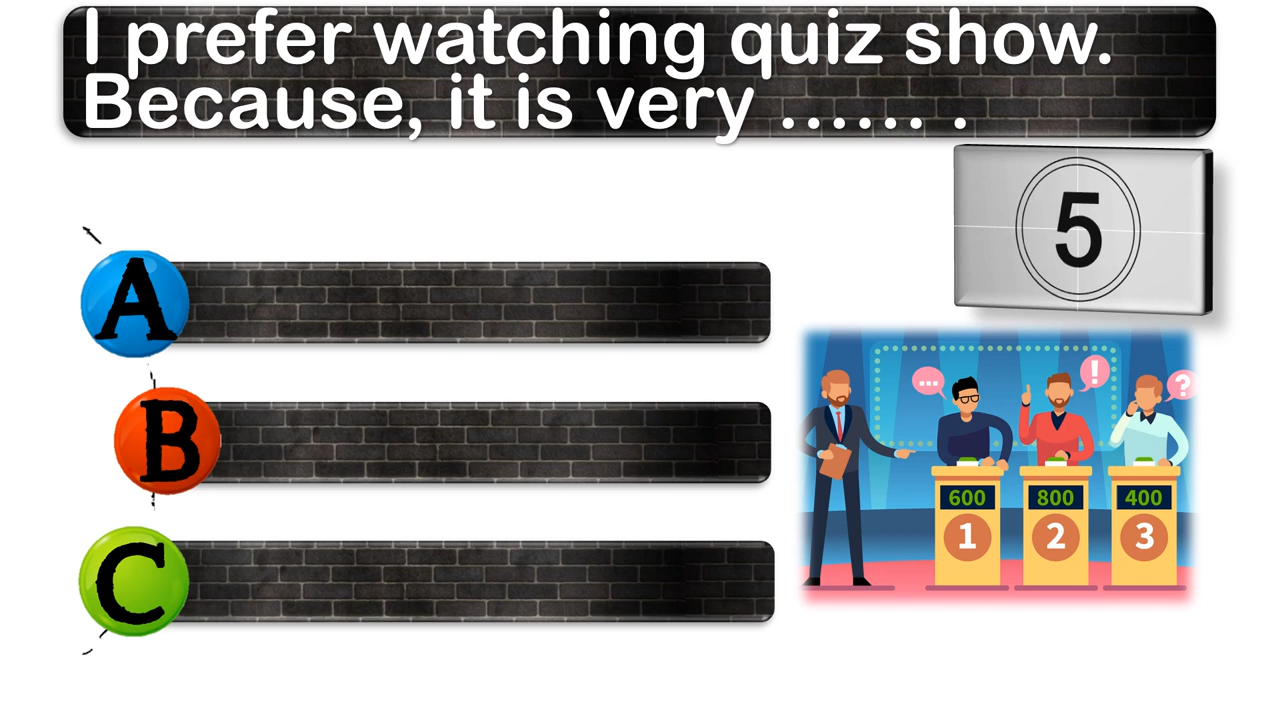 I prefer watching quiz show.
Because, it is very ...... .
5
A
B
C
... ! ?
600 800 400
1 2 3